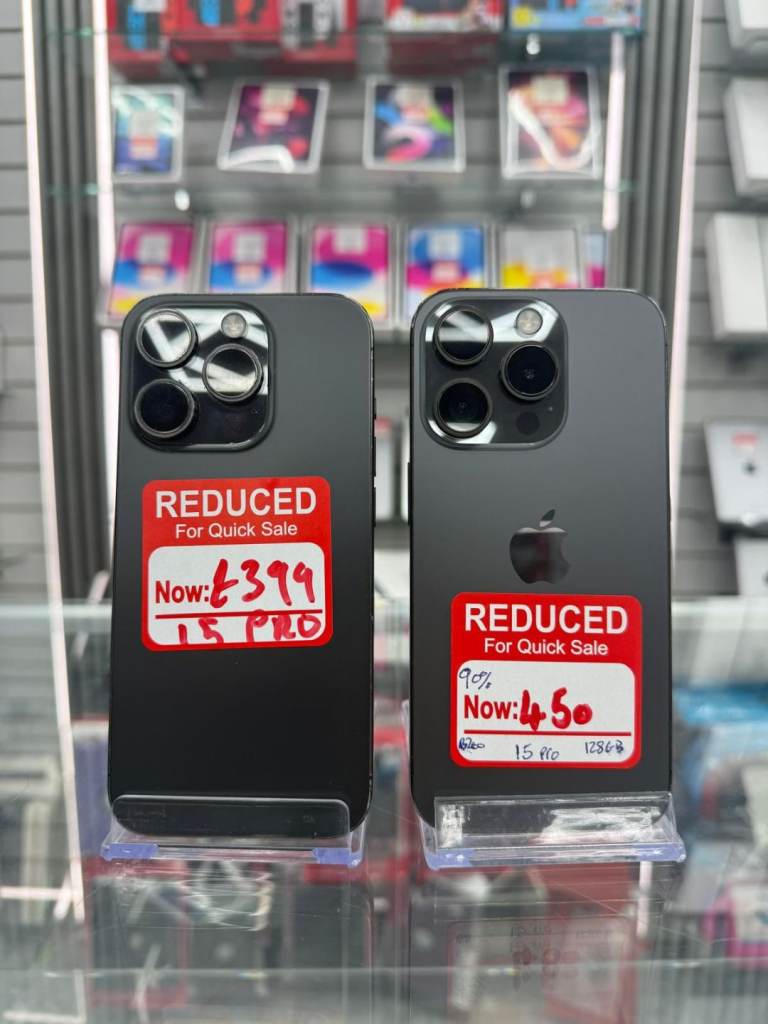 REDUCED
For Quick Sale
Now: £399
15 PRO
REDUCED
For Quick Sale
90%
Now: 450
15 Pro 128GB